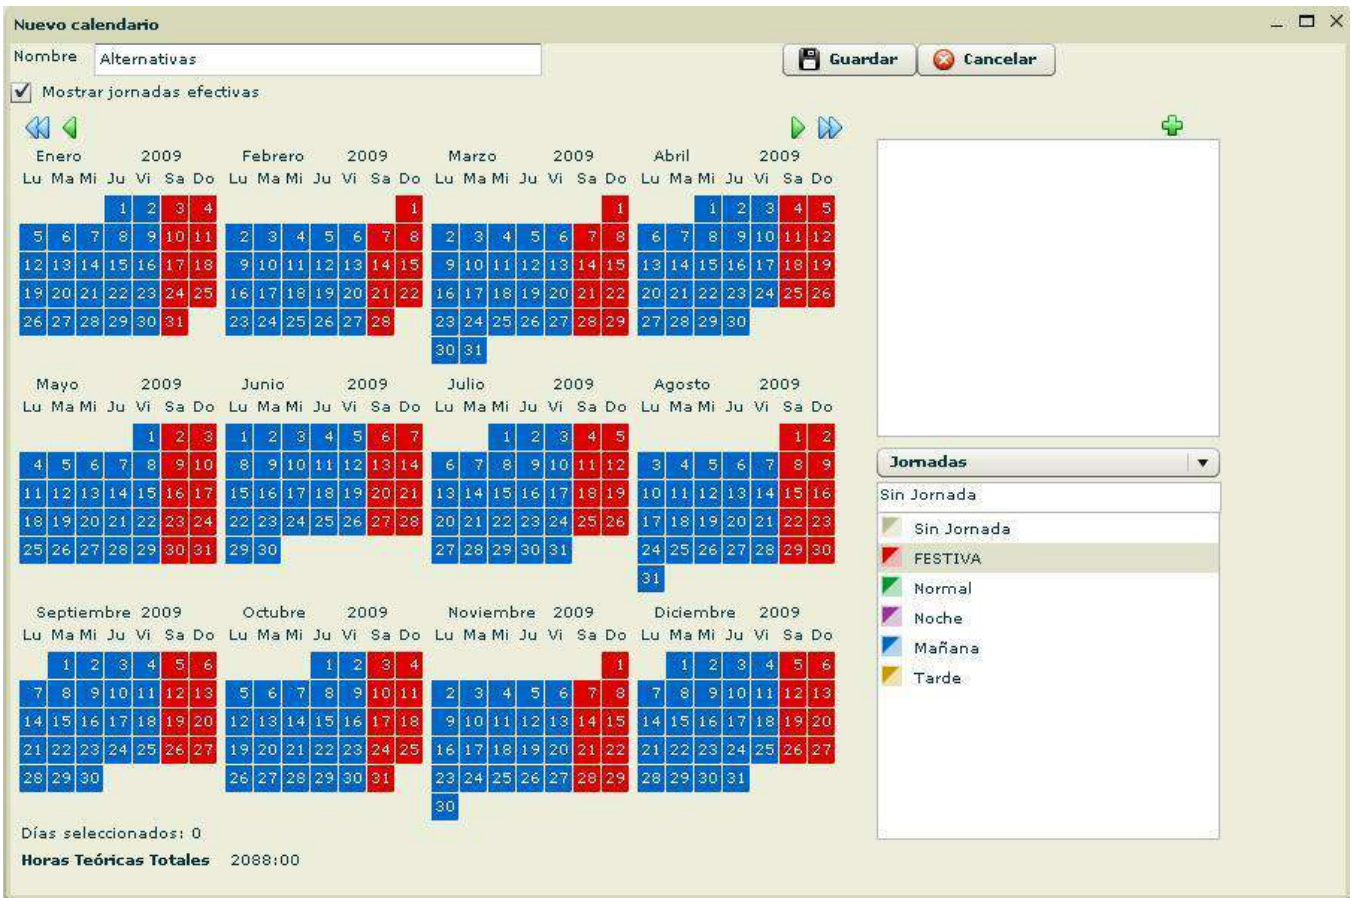 Nuevo calendario
Nombre Alternativas Guardar Cancelar
Mostrar jornadas efectivas
Enero 2009 Febrero 2009 Marzo 2009 Abril 2009
Lu Ma Mi Ju Vi Sa Do Lu Ma Mi Ju Vi Sa Do Lu Ma Mi Ju Vi Sa Do Lu Ma Mi Ju Vi Sa Do
1 2 3 4 1 1 1 2 3 4 5
5 6 7 8 9 10 11 2 3 4 5 6 7 8 2 3 4 5 6 7 8 6 7 8 9 10 11 12
12 13 14 15 16 17 18 9 10 11 12 13 14 15 9 10 11 12 13 14 15 13 14 15 16 17 18 19
19 20 21 22 23 24 25 16 17 18 19 20 21 22 16 17 18 19 20 21 22 20 21 22 23 24 25 26
26 27 28 29 30 31 23 24 25 26 27 28 23 24 25 26 27 28 29 27 28 29 30
30 31
Mayo 2009 Junio 2009 Julio 2009 Agosto 2009
Lu Ma Mi Ju Vi Sa Do Lu Ma Mi Ju Vi Sa Do Lu Ma Mi Ju Vi Sa Do Lu Ma Mi Ju Vi Sa Do
1 2 3 1 2 3 4 5 6 7 1 2 3 4 5 1 2
4 5 6 7 8 9 10 8 9 10 11 12 13 14 6 7 8 9 10 11 12 3 4 5 6 7 8 9
11 12 13 14 15 16 17 15 16 17 18 19 20 21 13 14 15 16 17 18 19 10 11 12 13 14 15 16
18 19 20 21 22 23 24 22 23 24 25 26 27 28 20 21 22 23 24 25 26 17 18 19 20 21 22 23
25 26 27 28 29 30 31 29 30 27 28 29 30 31 24 25 26 27 28 29 30
31
Septiembre 2009 Octubre 2009 Noviembre 2009 Diciembre 2009
Lu Ma Mi Ju Vi Sa Do Lu Ma Mi Ju Vi Sa Do Lu Ma Mi Ju Vi Sa Do Lu Ma Mi Ju Vi Sa Do
1 2 3 4 5 6 1 2 3 4 1 1 2 3 4 5 6
7 8 9 10 11 12 13 5 6 7 8 9 10 11 2 3 4 5 6 7 8 7 8 9 10 11 12 13
14 15 16 17 18 19 20 12 13 14 15 16 17 18 9 10 11 12 13 14 15 14 15 16 17 18 19 20
21 22 23 24 25 26 27 19 20 21 22 23 24 25 16 17 18 19 20 21 22 21 22 23 24 25 26 27
28 29 30 26 27 28 29 30 31 23 24 25 26 27 28 29 28 29 30 31
30
Días seleccionados: 0
Horas Teóricas Totales 2088:00
Jornadas
Sin Jornada
Sin Jornada
FESTIVA
Normal
Noche
Mañana
Tarde